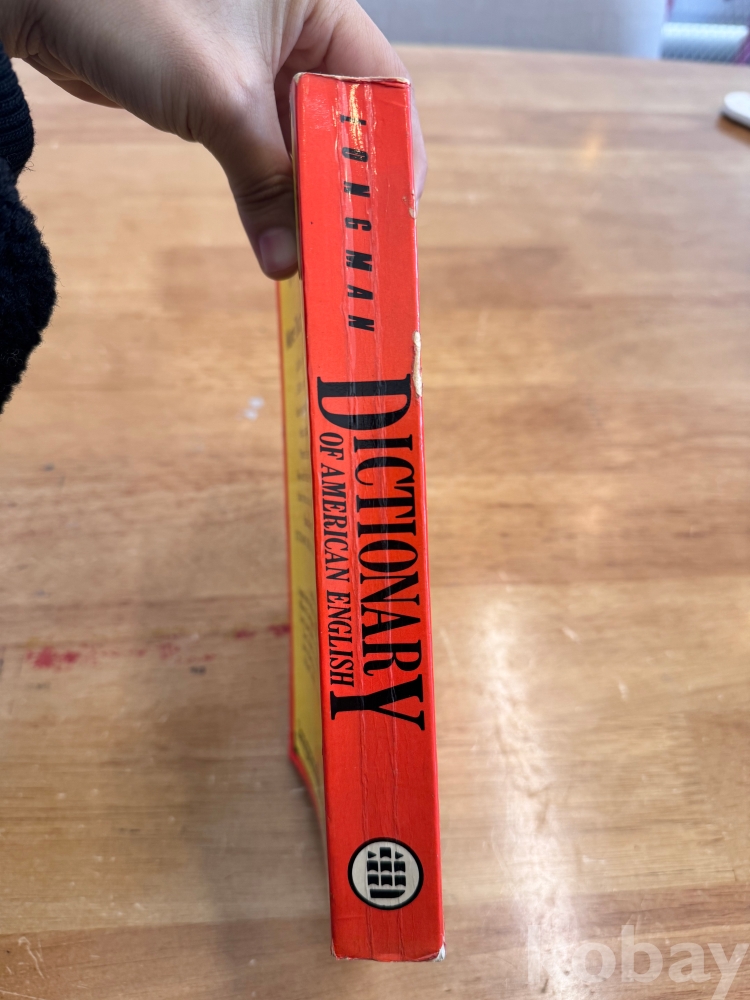 LONGMAN
DICTIONARY
OF AMERICAN ENGLISH
kobay